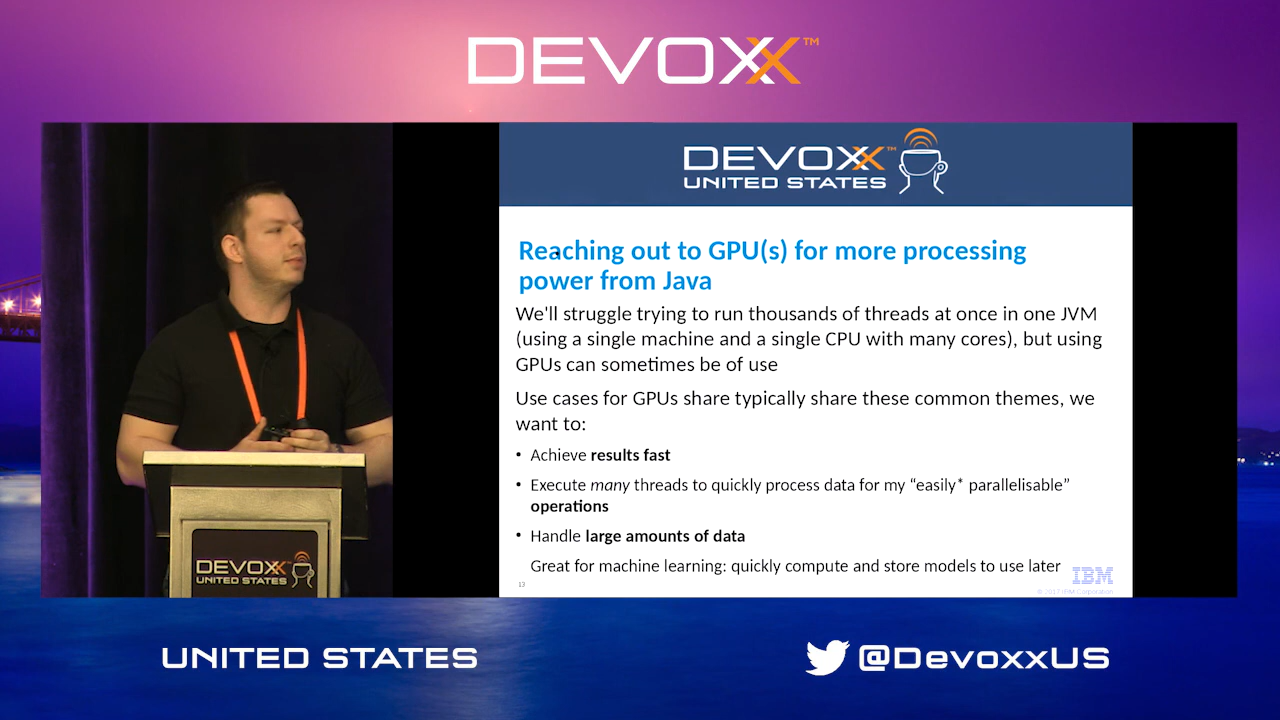 DEVOXX™
DEVOXX™
UNITED STATES
Reaching out to GPU(s) for more processing
power from Java
We'll struggle trying to run thousands of threads at once in one JVM
(using a single machine and a single CPU with many cores), but using
GPUs can sometimes be of use
Use cases for GPUs share typically share these common themes, we
want to:
• Achieve results fast
• Execute many threads to quickly process data for my “easily* parallelisable”
operations
• Handle large amounts of data
Great for machine learning: quickly compute and store models to use later
IBM
13
© 2017 IBM Corporation
DEVOXX™
UNITED STATES
UNITED STATES
@DevoxxUS